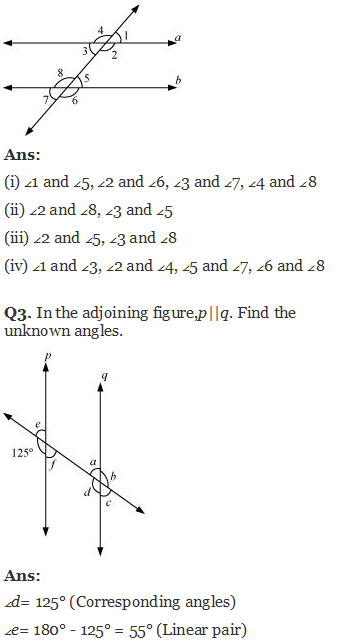 4
1
a
3
2
8
5
b
7
6
Ans:
(i) ∠1 and ∠5, ∠2 and ∠6, ∠3 and ∠7, ∠4 and ∠8
(ii) ∠2 and ∠8, ∠3 and ∠5
(iii) ∠2 and ∠5, ∠3 and ∠8
(iv) ∠1 and ∠3, ∠2 and ∠4, ∠5 and ∠7, ∠6 and ∠8
Q3. In the adjoining figure,p||q. Find the
unknown angles.
p
q
e
125°
f
a
b
d
c
Ans:
∠d= 125° (Corresponding angles)
∠e= 180° - 125° = 55° (Linear pair)